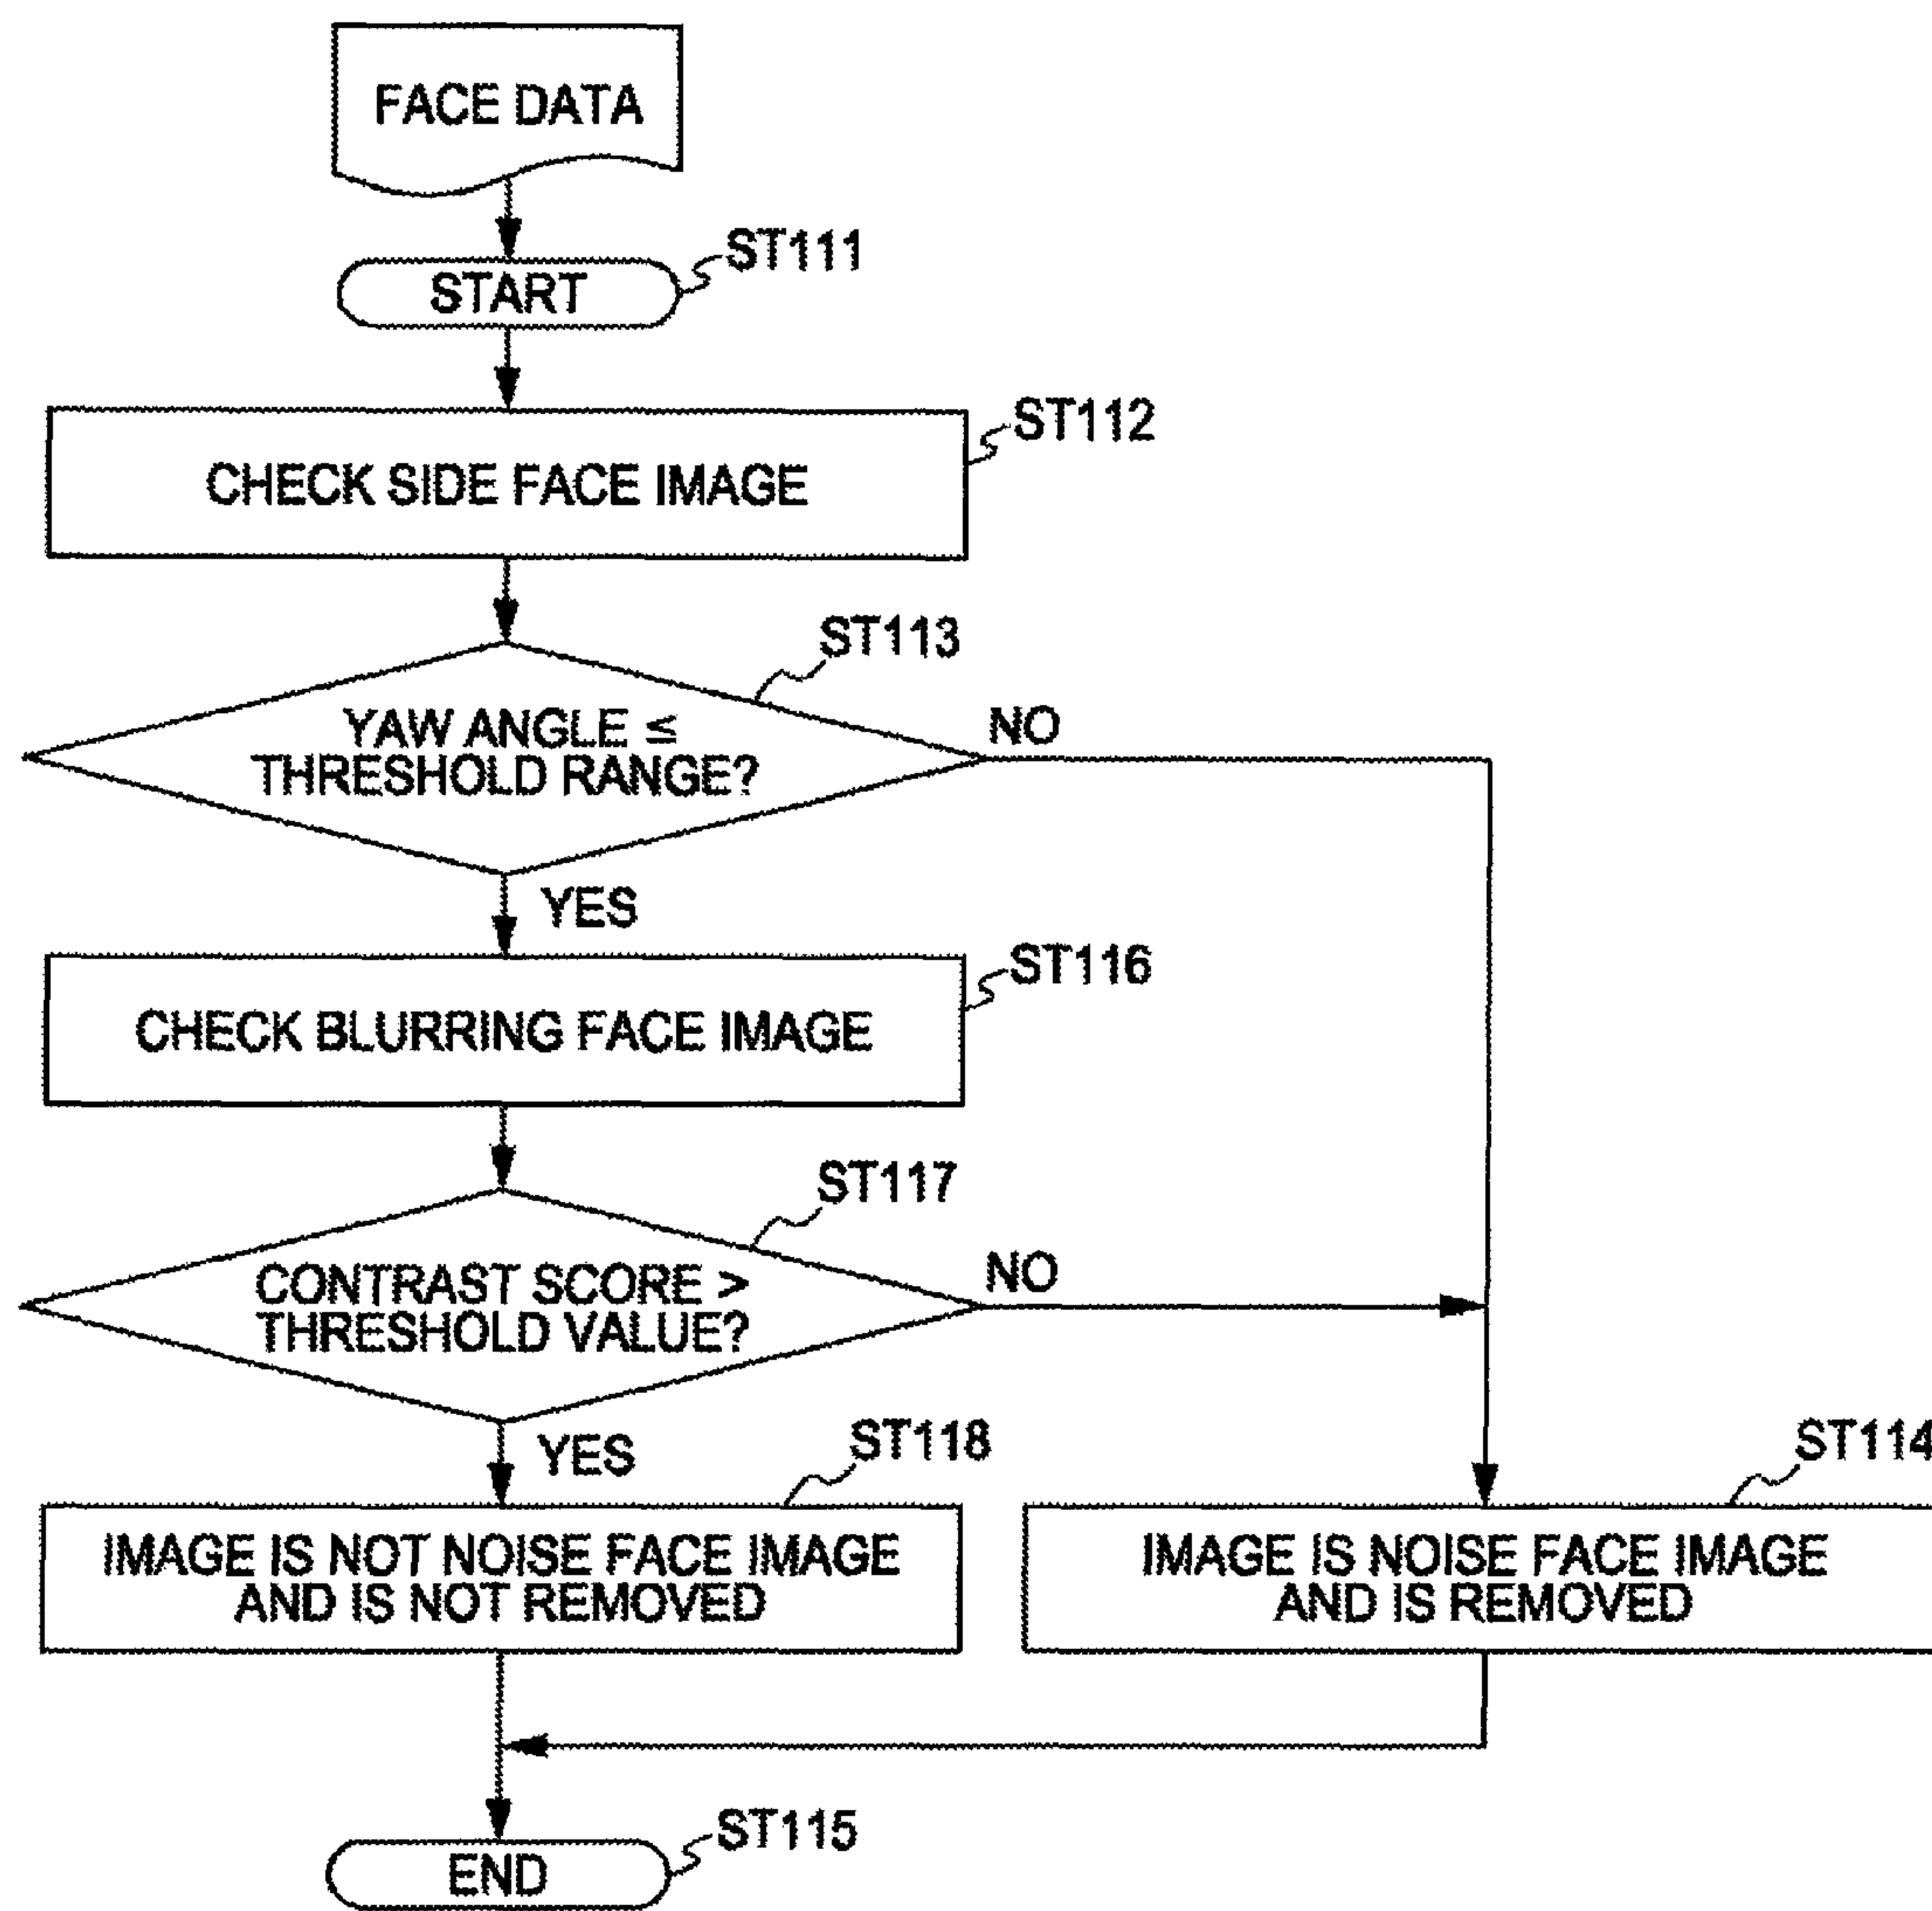 FACE DATA
ST111
START
ST112
CHECK SIDE FACE IMAGE
ST113
YAW ANGLE ≤
THRESHOLD RANGE?
NO
YES
ST116
CHECK BLURRING FACE IMAGE
ST117
CONTRAST SCORE >
THRESHOLD VALUE?
NO
YES
ST118
ST114
IMAGE IS NOT NOISE FACE IMAGE
AND IS NOT REMOVED
IMAGE IS NOISE FACE IMAGE
AND IS REMOVED
ST115
END